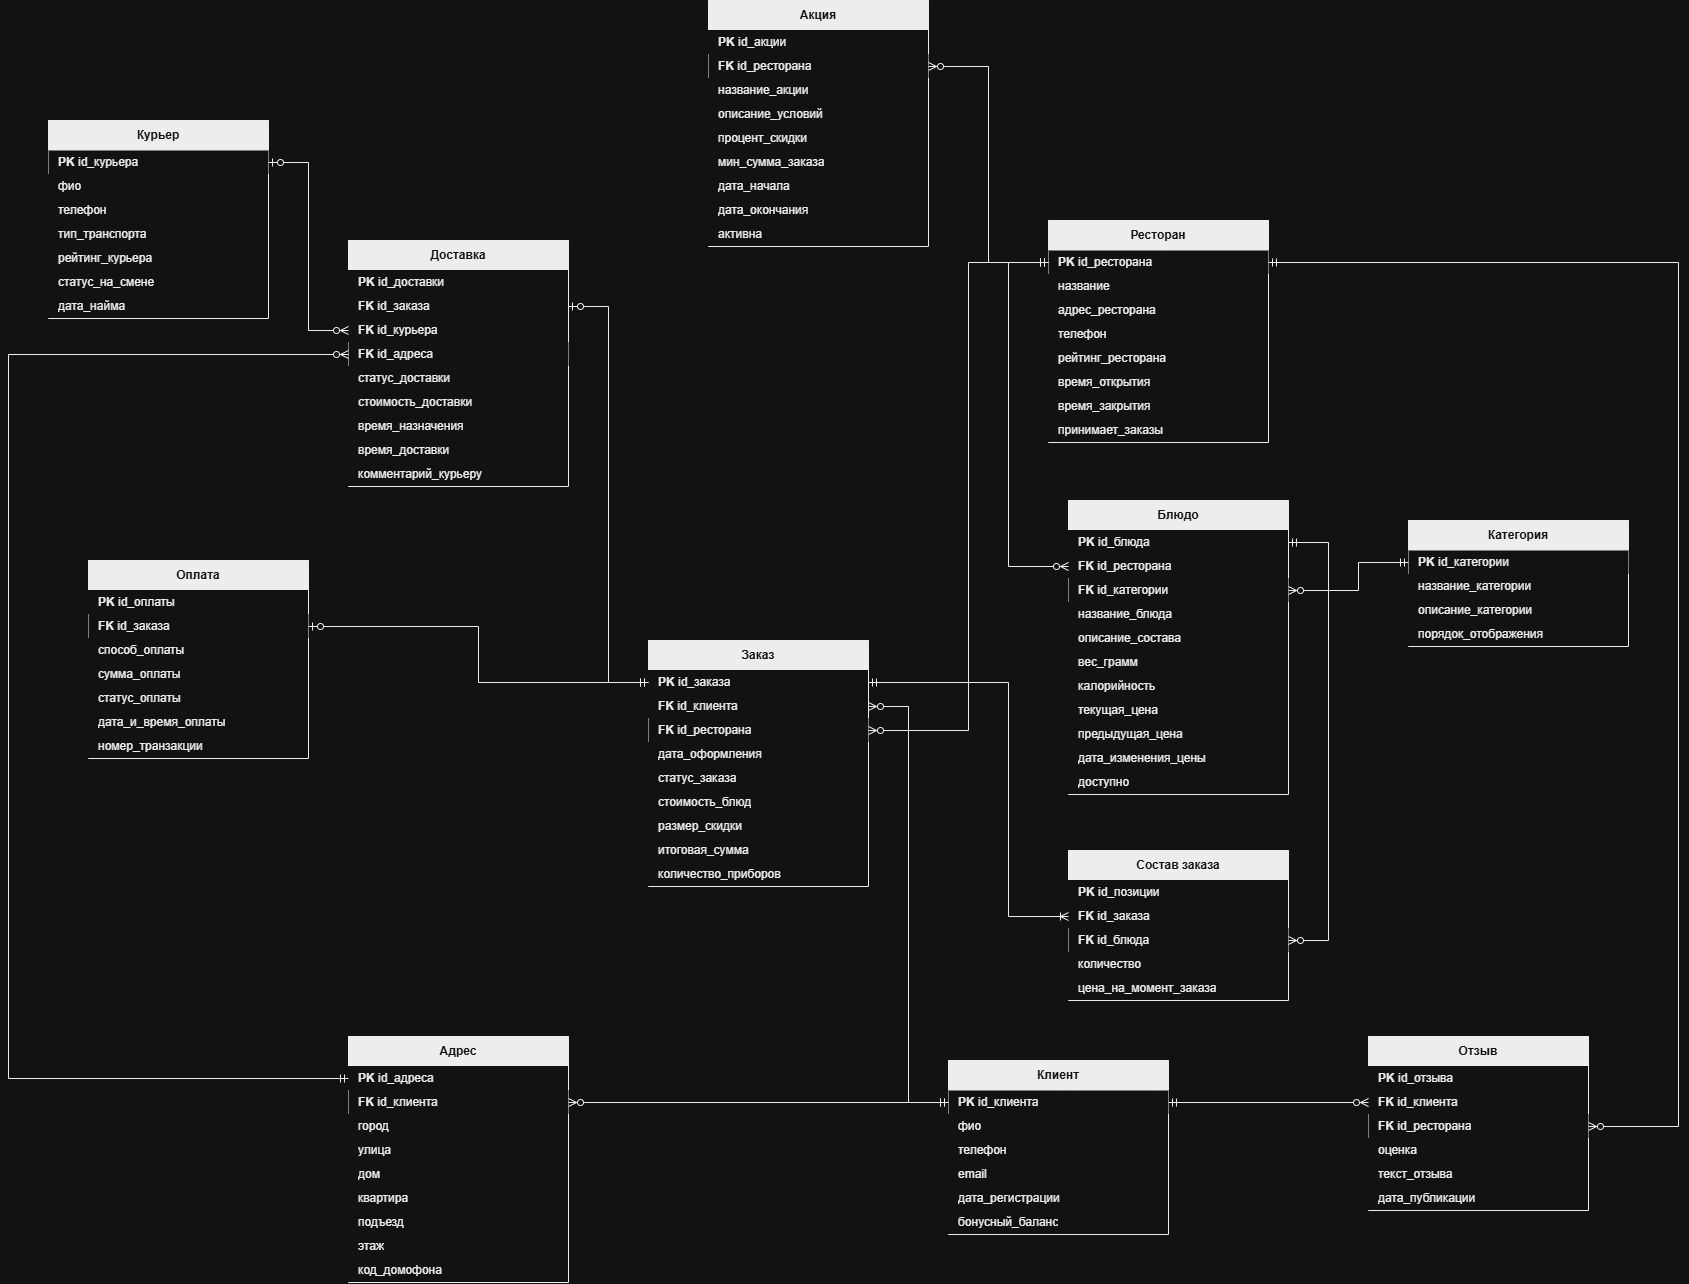 Акция
PK id_акции
FK id_ресторана
название_акции
описание_условий
процент_скидки
мин_сумма_заказа
дата_начала
дата_окончания
активна
Курьер
PK id_курьера
фио
телефон
тип_транспорта
рейтинг_курьера
статус_на_смене
дата_найма
Доставка
PK id_доставки
FK id_заказа
FK id_курьера
FK id_адреса
статус_доставки
стоимость_доставки
время_назначения
время_доставки
комментарий_курьеру
Ресторан
PK id_ресторана
название
адрес_ресторана
телефон
рейтинг_ресторана
время_открытия
время_закрытия
принимает_заказы
Блюдо
PK id_блюда
FK id_ресторана
FK id_категории
название_блюда
описание_состава
вес_грамм
калорийность
текущая_цена
предыдущая_цена
дата_изменения_цены
доступно
Категория
PK id_категории
название_категории
описание_категории
порядок_отображения
Оплата
PK id_оплаты
FK id_заказа
способ_оплаты
сумма_оплаты
статус_оплаты
дата_и_время_оплаты
номер_транзакции
Заказ
PK id_заказа
FK id_клиента
FK id_ресторана
дата_оформления
статус_заказа
стоимость_блюд
размер_скидки
итоговая_сумма
количество_приборов
Состав заказа
PK id_позиции
FK id_заказа
FK id_блюда
количество
цена_на_момент_заказа
Адрес
PK id_адреса
FK id_клиента
город
улица
дом
квартира
подъезд
этаж
код_домофона
Клиент
PK id_клиента
фио
телефон
email
дата_регистрации
бонусный_баланс
Отзыв
PK id_отзыва
FK id_клиента
FK id_ресторана
оценка
текст_отзыва
дата_публикации